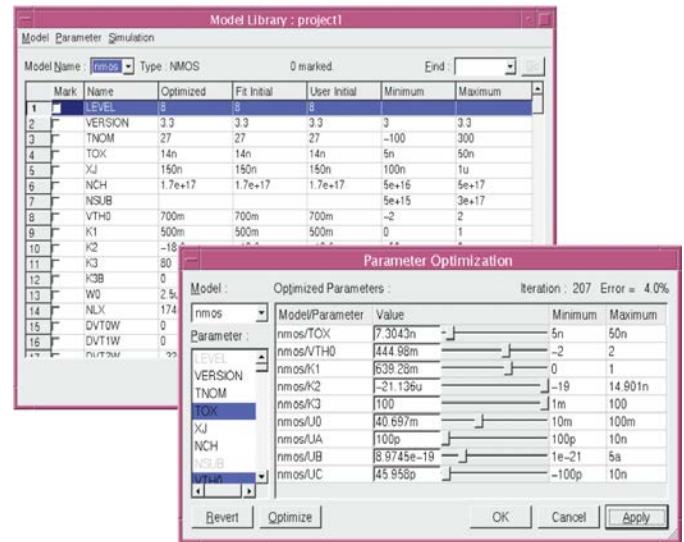 Model Library : project1
Model Parameter Simulation
Model Name : nmos Type : NMOS 0 marked. Find :
Mark Name Optimized Fit Initial User Initial Minimum Maximum
1 LEVEL 8 8 8
2 VERSION 3.3 3.3 3.3 3 3.3
3 TNOM 27 27 27 -100 300
4 TOX 14n 14n 14n 5n 50n
5 XJ 150n 150n 150n 100n 1u
6 NCH 1.7e+17 1.7e+17 1.7e+17 5e+16 5e+17
7 NSUB 5e+15 3e+17
8 VTH0 700m 700m 700m -2 2
9 K1 500m 500m 500m 0 1
10 K2
11 K3 80
12 K3B 0
13 W0
14 NLX 174
15 DVT0W 0
16 DVT1W 0
Parameter Optimization
Model : Optimized Parameters : Iteration : 207 Error = 4.0%
nmos Model/Parameter Value Minimum Maximum
nmos/TOX 7.3043n 5n 50n
Parameter :
nmos/VTH0 444.98m -2 2
LEVEL
nmos/K1 639.28m 0 1
VERSION
nmos/K2 -21.136u -19 14.901n
TNOM
nmos/K3 100 1m 100
TOX
nmos/U0 40.697m 10m 100m
XJ
nmos/UA 100p 100p 10n
NCH
nmos/UB 8.9745e-19 1e-21 5a
NSUB
nmos/UC 45.958p -100p 10n
VTH0
Revert Optimize OK Cancel Apply